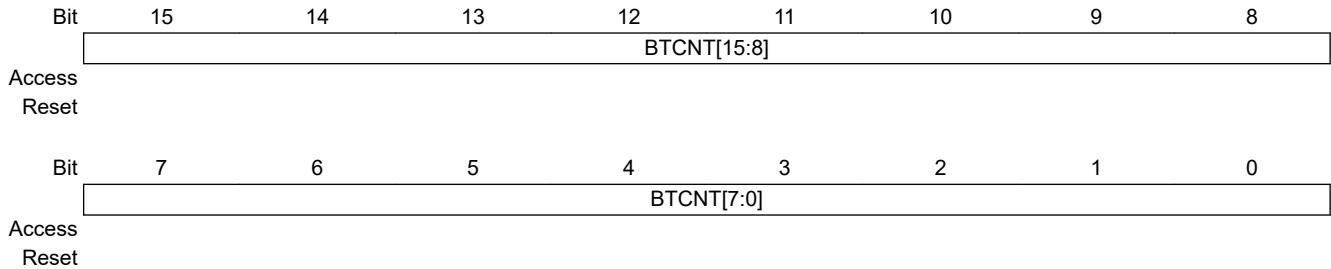 Bit 15 14 13 12 11 10 9 8
BTCNT[15:8]
Access
Reset
Bit 7 6 5 4 3 2 1 0
BTCNT[7:0]
Access
Reset